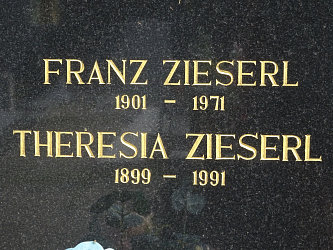 FRANZ ZIESERL
1901 - 1971
THERESIA ZIESERL
1899 - 1991